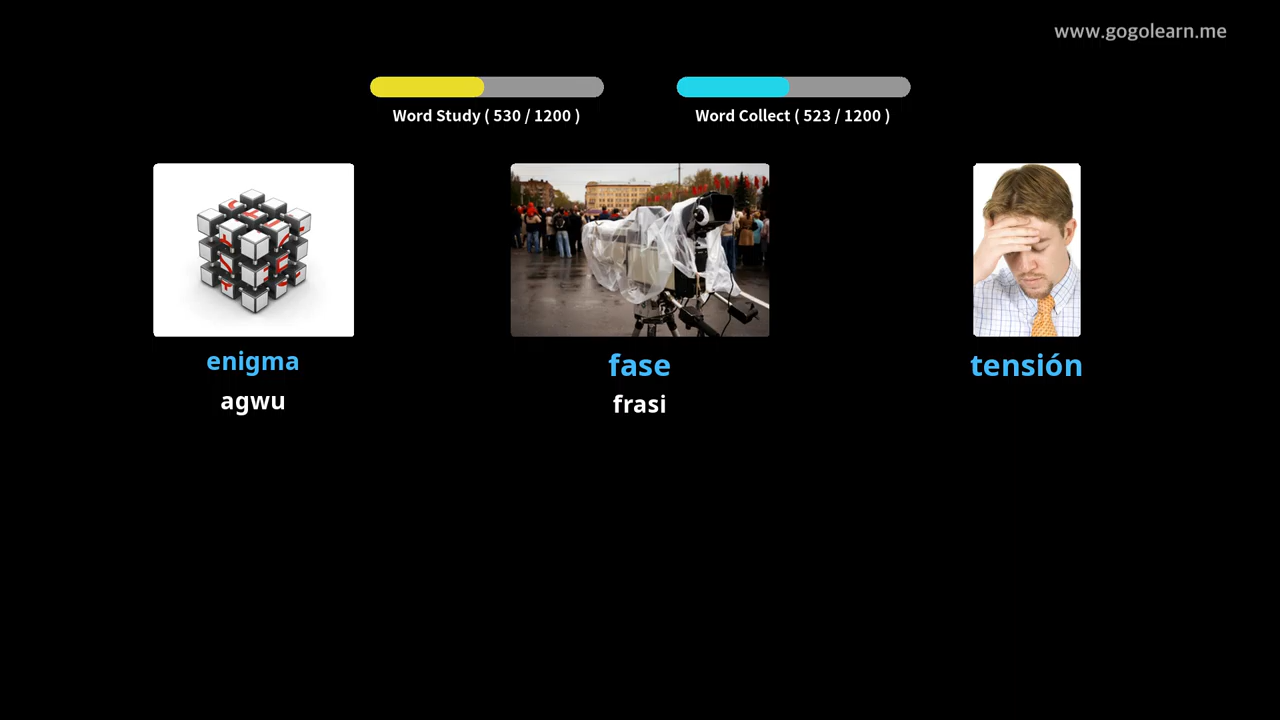 www.gogolearn.me
Word Study ( 530 / 1200 )
Word Collect ( 523 / 1200 )
enigma
agwu
fase
frasi
tensión